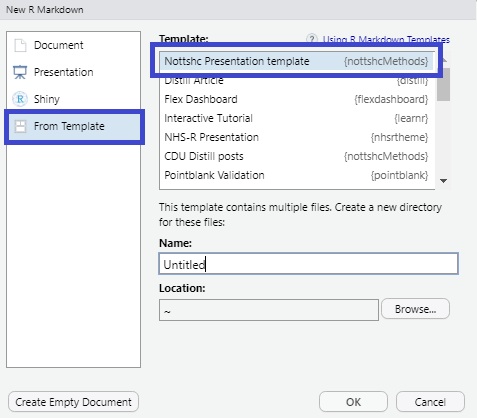 New R Markdown
Document
Presentation
Shiny
From Template
Template:
? Using R Markdown Templates
Nottshc Presentation template {nottshcMethods}
Distill Article {distill}
Flex Dashboard {flexdashboard}
Interactive Tutorial {learnr}
NHS-R Presentation {nhsrtheme}
CDU Distill posts {nottshcMethods}
Pointblank Validation {pointblank}
This template contains multiple files. Create a new directory
for these files:
Name:
Untitled
Location:
~
Browse...
Create Empty Document
OK
Cancel